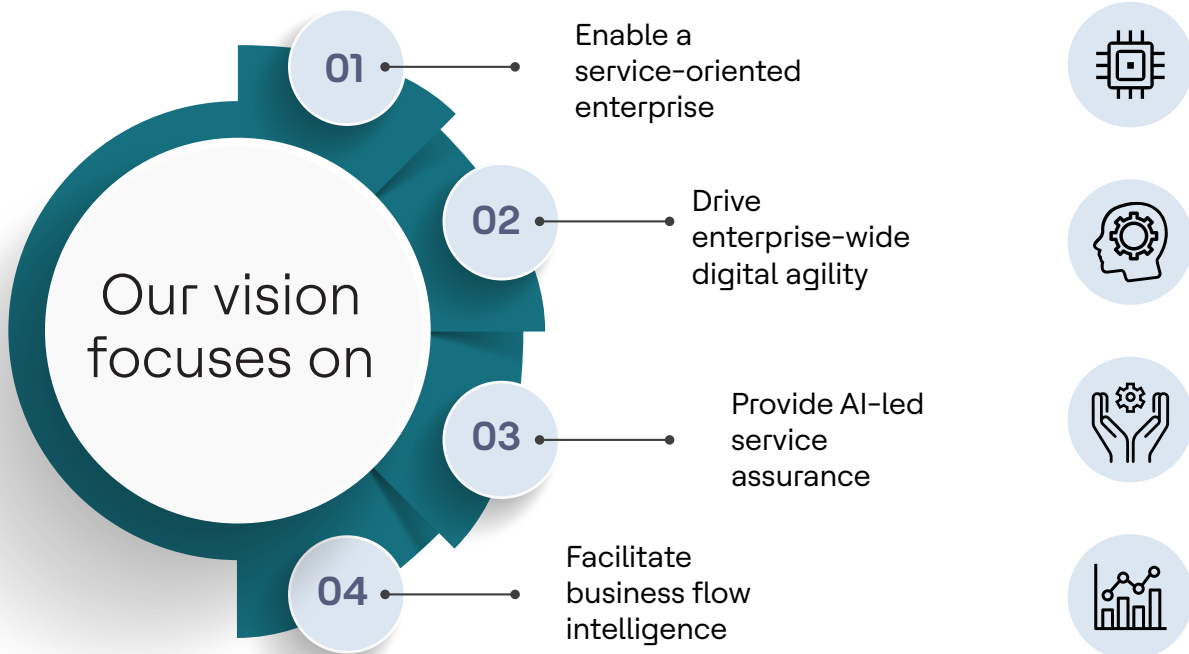 Our vision
focuses on
01
Enable a
service-oriented
enterprise
02
Drive
enterprise-wide
digital agility
03
Provide AI-led
service
assurance
04
Facilitate
business flow
intelligence